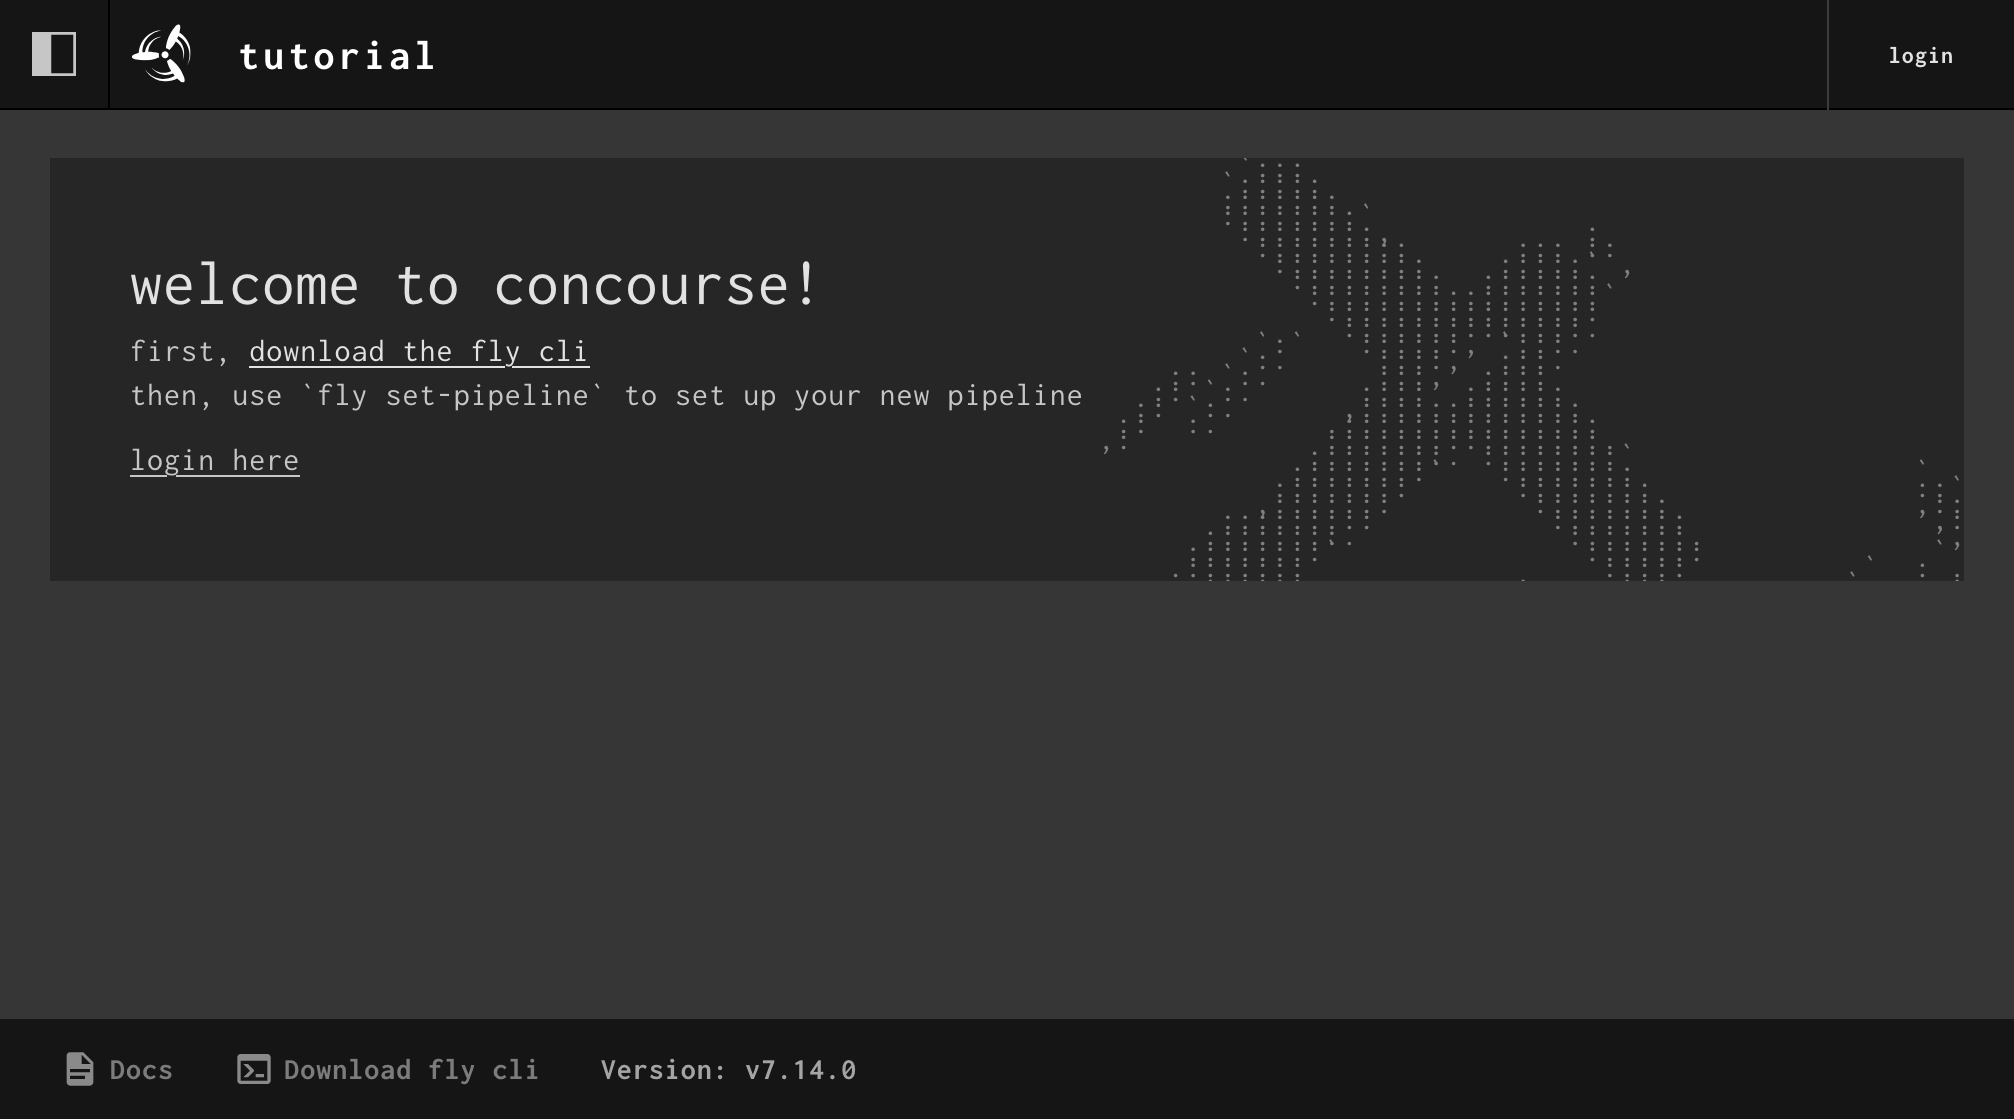 tutorial
login
welcome to concourse!
first, download the fly cli
then, use `fly set-pipeline` to set up your new pipeline
login here
Docs
Download fly cli
Version: v7.14.0